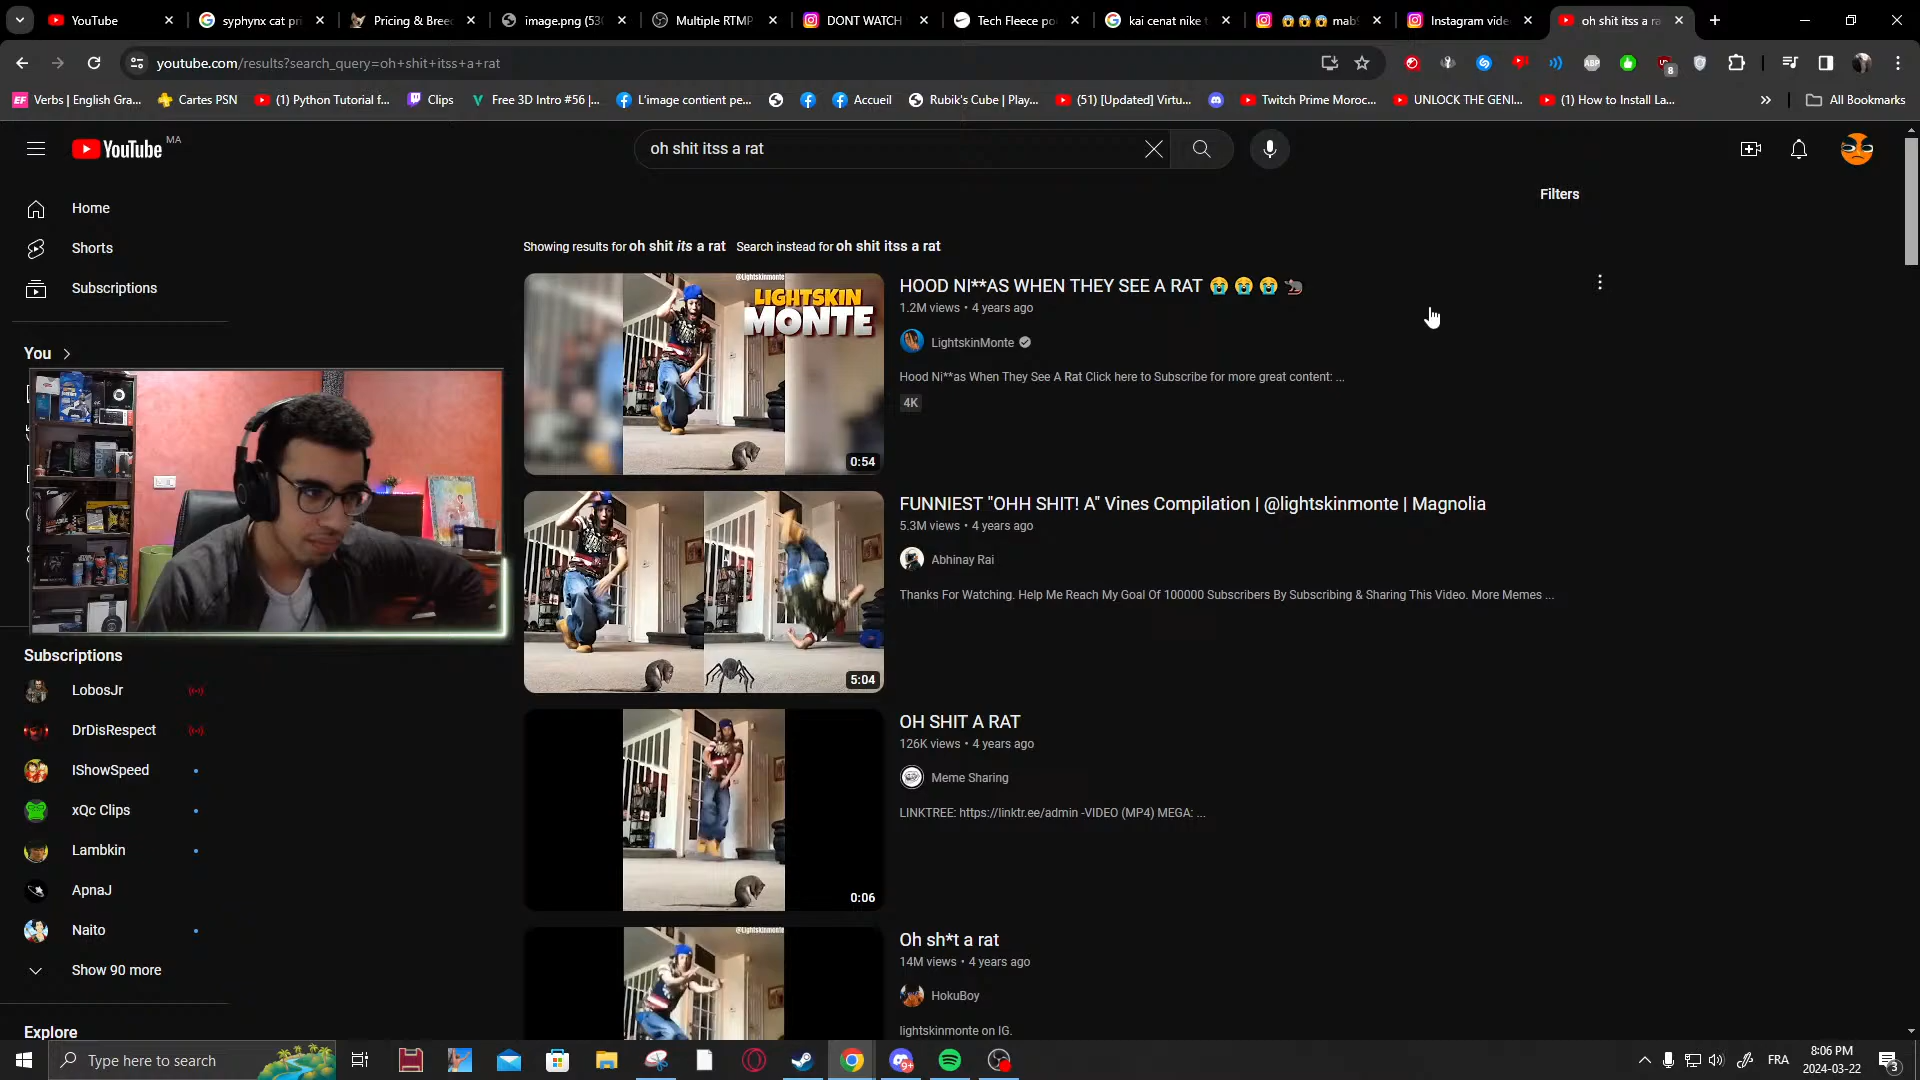 YouTube
syphynx cat pri
Pricing & Bree
image.png (53
Multiple RTMP
DONT WATCH
Tech Fleece po
kai cenat nike t
😱😱😱 mab
Instagram vide
oh shit itss a ra
youtube.com/results?search_query=oh+shit+itss+a+rat
8
EF Verbs | English Gra...
Cartes PSN
(1) Python Tutorial f...
Clips
Free 3D Intro #56 |...
L'image contient pe...
Accueil
Rubik's Cube | Play...
(51) [Updated] Virtu...
Twitch Prime Moroc...
UNLOCK THE GENI...
(1) How to Install La...
All Bookmarks
YouTube MA
oh shit itss a rat
Home
Shorts
Subscriptions
You
Filters
Showing results for oh shit its a rat Search instead for oh shit itss a rat
@Lightskinmonte
LIGHTSKIN
MONTE
0:54
HOOD NI**AS WHEN THEY SEE A RAT 😭😭😭🐀
1.2M views • 4 years ago
LightskinMonte
Hood Ni**as When They See A Rat Click here to Subscribe for more great content: ...
4K
5:04
FUNNIEST "OHH SHIT! A" Vines Compilation | @lightskinmonte | Magnolia
5.3M views • 4 years ago
Abhinay Rai
Thanks For Watching. Help Me Reach My Goal Of 100000 Subscribers By Subscribing & Sharing This Video. More Memes ...
0:06
OH SHIT A RAT
126K views • 4 years ago
Meme Sharing
LINKTREE: https://linktr.ee/admin -VIDEO (MP4) MEGA: ...
@Lightskinmonte
Oh sh*t a rat
14M views • 4 years ago
HokuBoy
lightskinmonte on IG.
Subscriptions
LobosJr
DrDisRespect
IShowSpeed
xQc Clips
Lambkin
ApnaJ
Naito
Show 90 more
Explore
Type here to search
9+
FRA
8:06 PM
2024-03-22
3